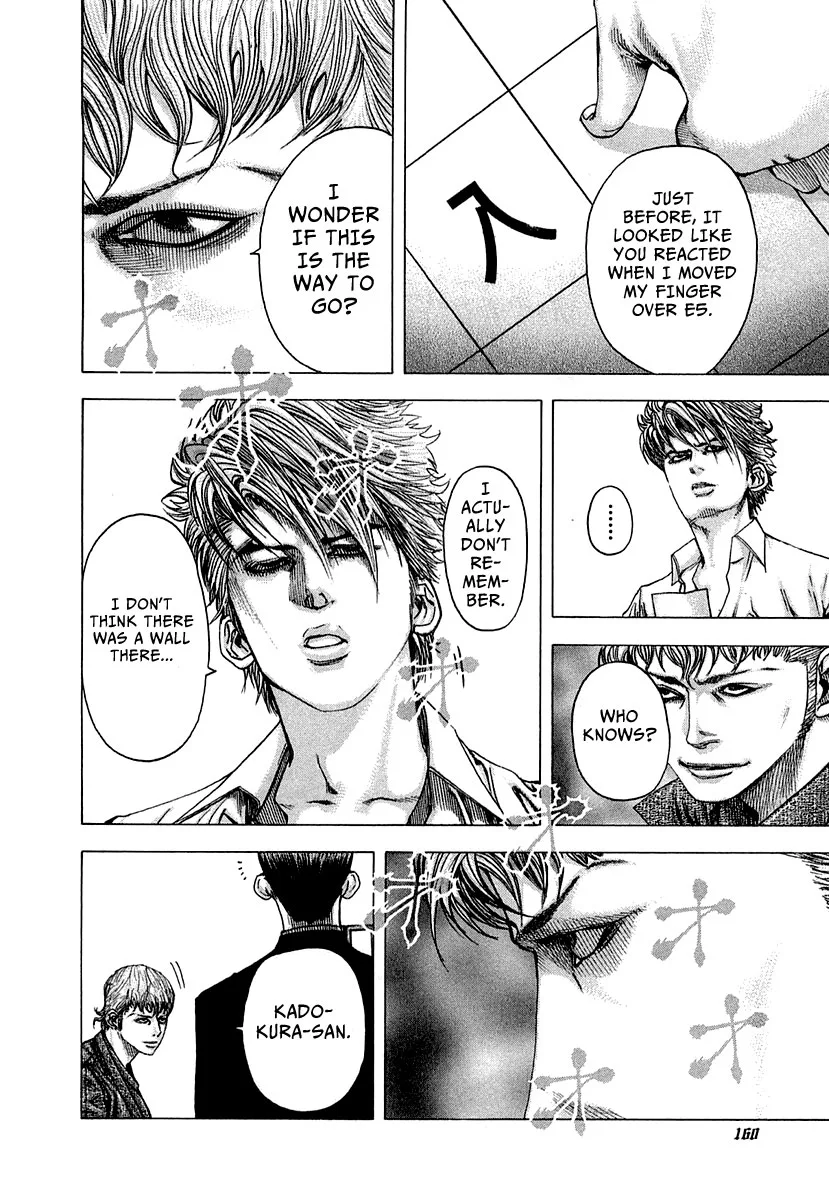 JUST
BEFORE, IT
LOOKED LIKE
YOU REACTED
WHEN I MOVED
MY FINGER
OVER E5.
I
WONDER
IF THIS
IS THE
WAY TO
GO?
......
I
ACTU-
ALLY
DON'T
RE-
MEM-
BER.
I DON'T
THINK THERE
WAS A WALL
THERE...
WHO
KNOWS?
KADO-
KURA-SAN.
160